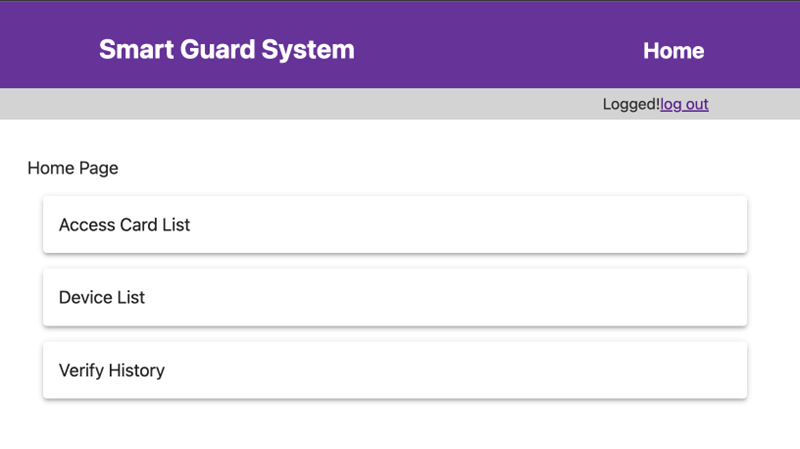 Smart Guard System Home
Logged!log out
Home Page
Access Card List
Device List
Verify History